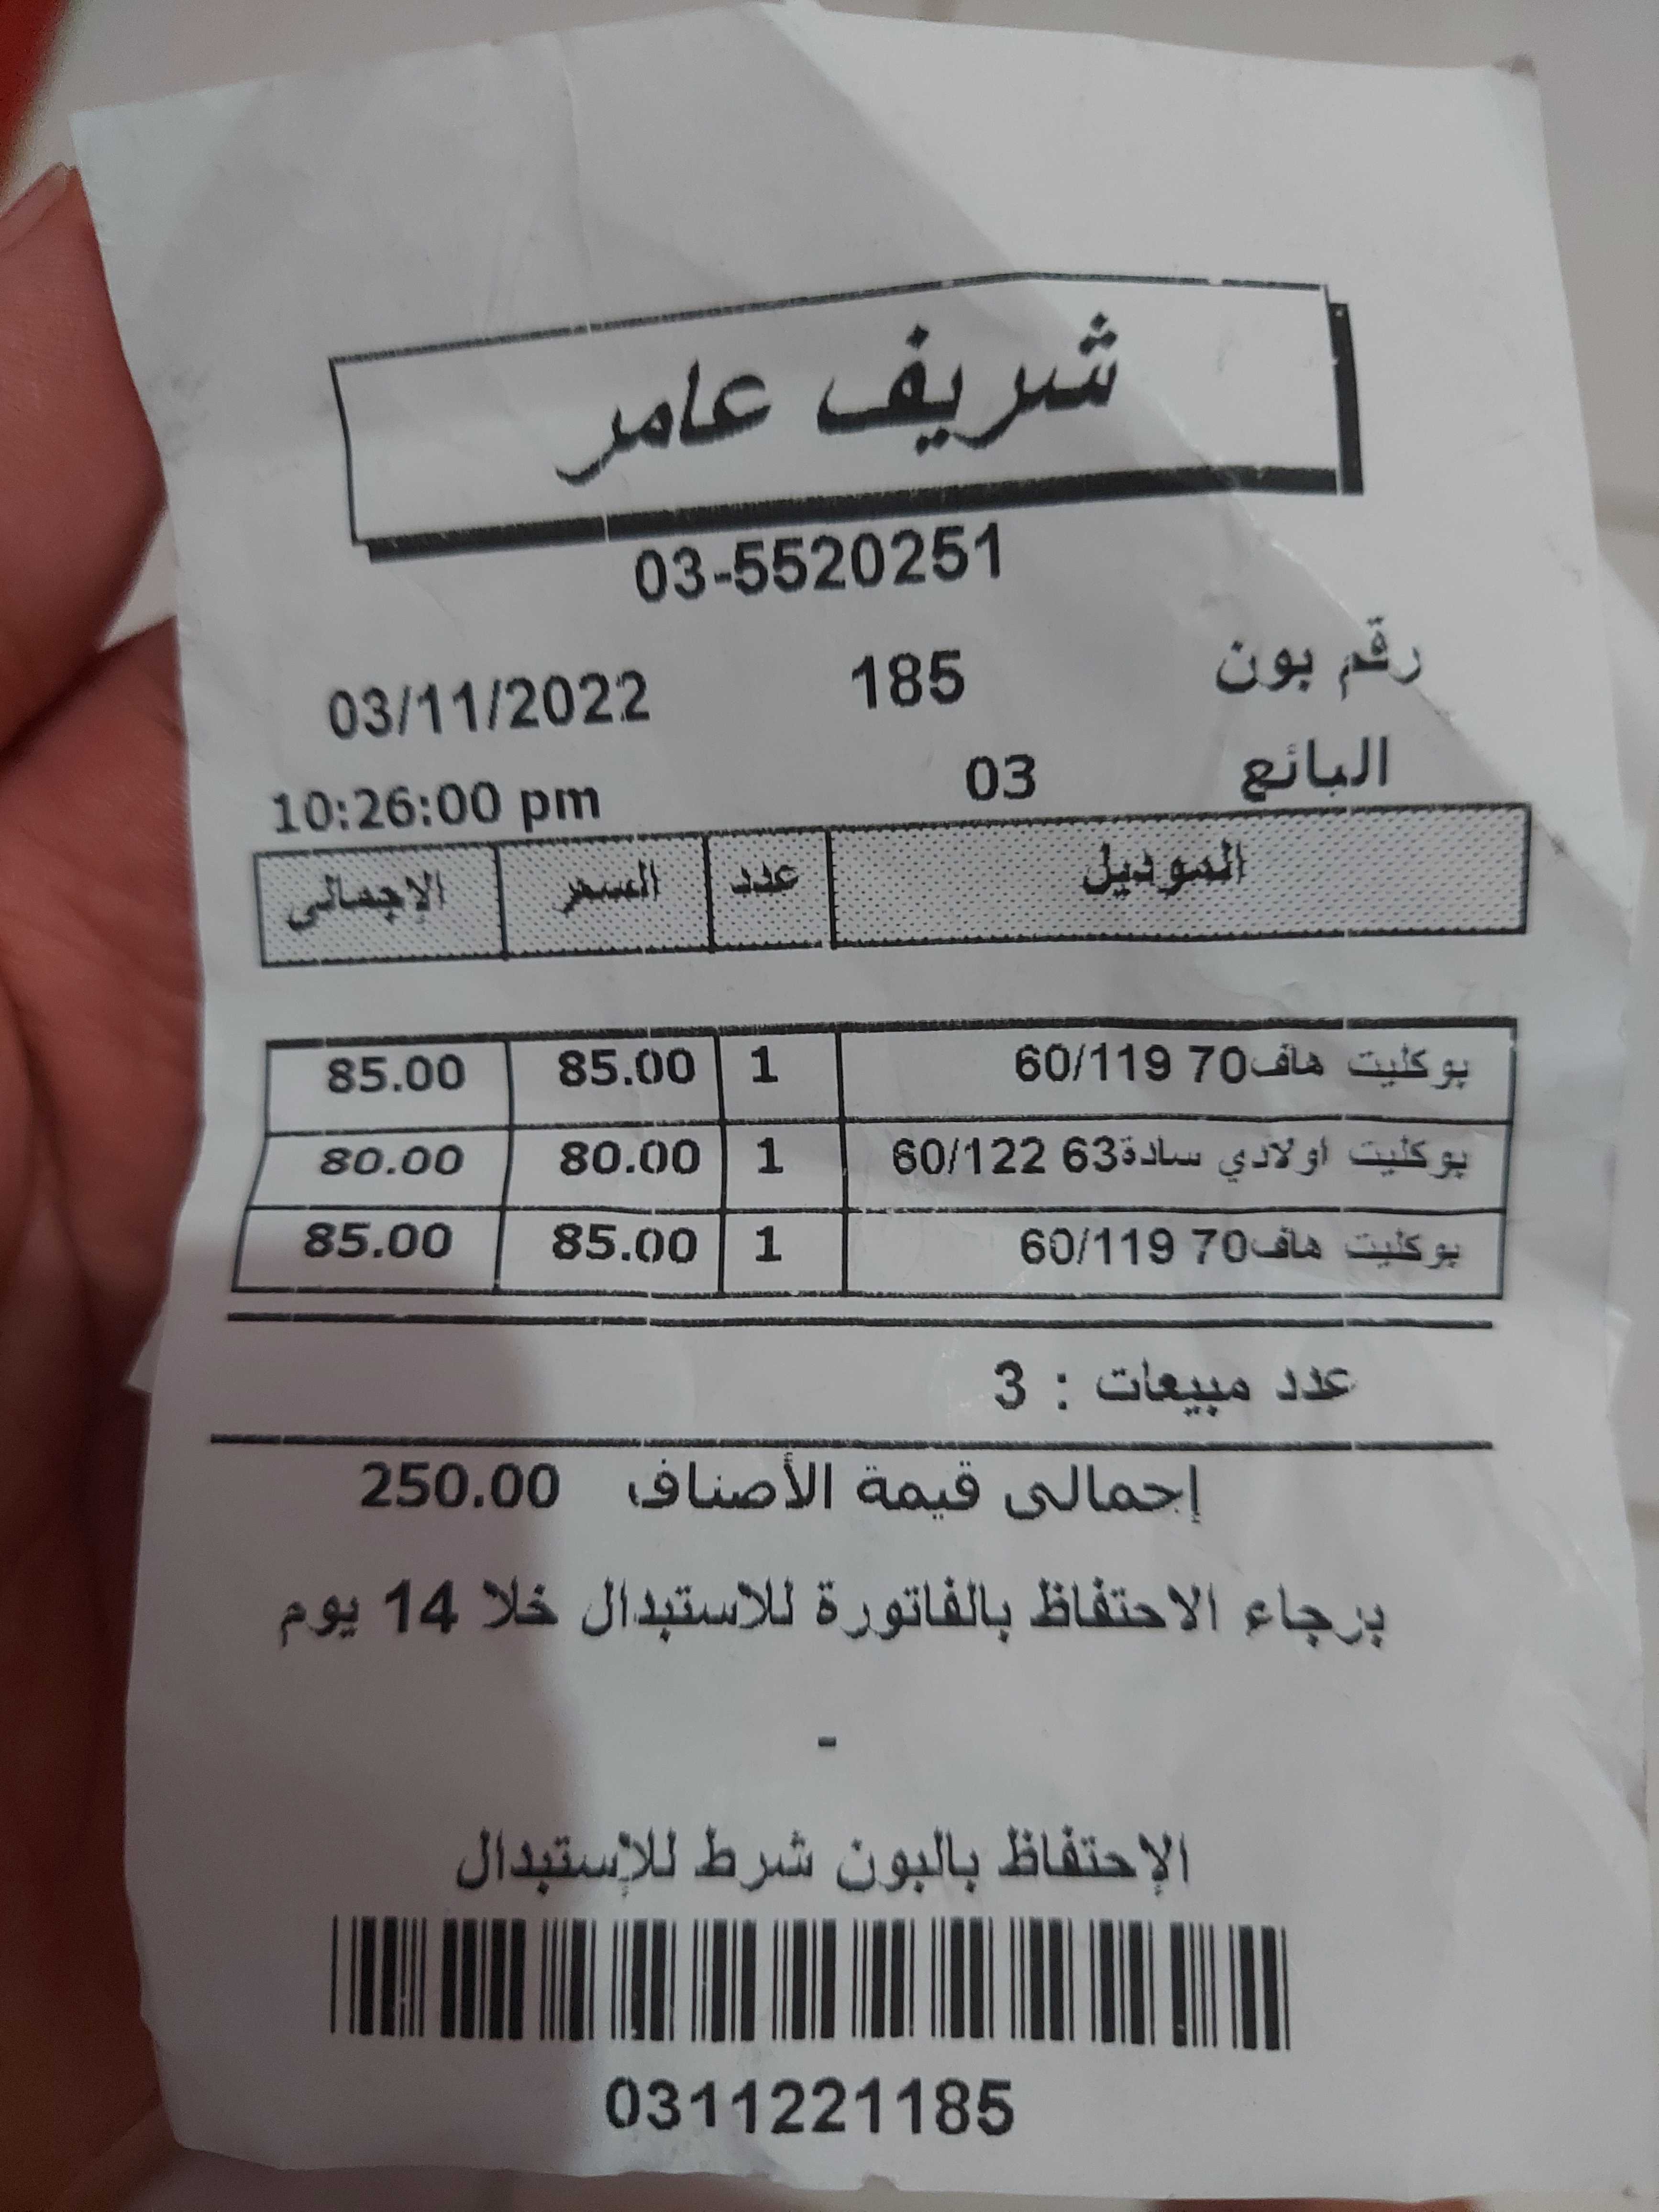 شريف عامر
03-5520251
رقم بون 185 03/11/2022
البائع 03 10:26:00 pm
الموديل عدد السعر الإجمالى
بوكليت هاف70 60/119 1 85.00 85.00
بوكليت اولادي سادة63 60/122 1 80.00 80.00
بوكليت هاف70 60/119 1 85.00 85.00
عدد مبيعات : 3
إجمالى قيمة الأصناف 250.00
برجاء الاحتفاظ بالفاتورة للاستبدال خلا 14 يوم
-
الإحتفاظ بالبون شرط للإستبدال
0311221185